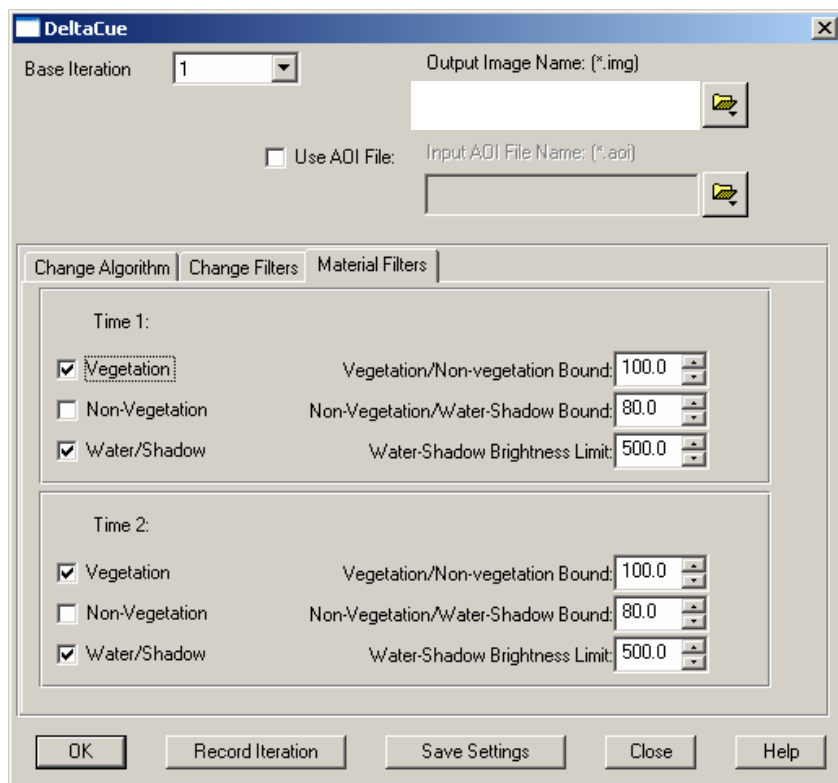 DeltaCue
Base Iteration 1
Output Image Name: (*.img)
Use AOI File:
Input AOI File Name: (*.aoi)
Change Algorithm Change Filters Material Filters
Time 1:
Vegetation Vegetation/Non-vegetation Bound: 100.0
Non-Vegetation Non-Vegetation/Water-Shadow Bound: 80.0
Water/Shadow Water-Shadow Brightness Limit: 500.0
Time 2:
Vegetation Vegetation/Non-vegetation Bound: 100.0
Non-Vegetation Non-Vegetation/Water-Shadow Bound: 80.0
Water/Shadow Water-Shadow Brightness Limit: 500.0
OK Record Iteration Save Settings Close Help